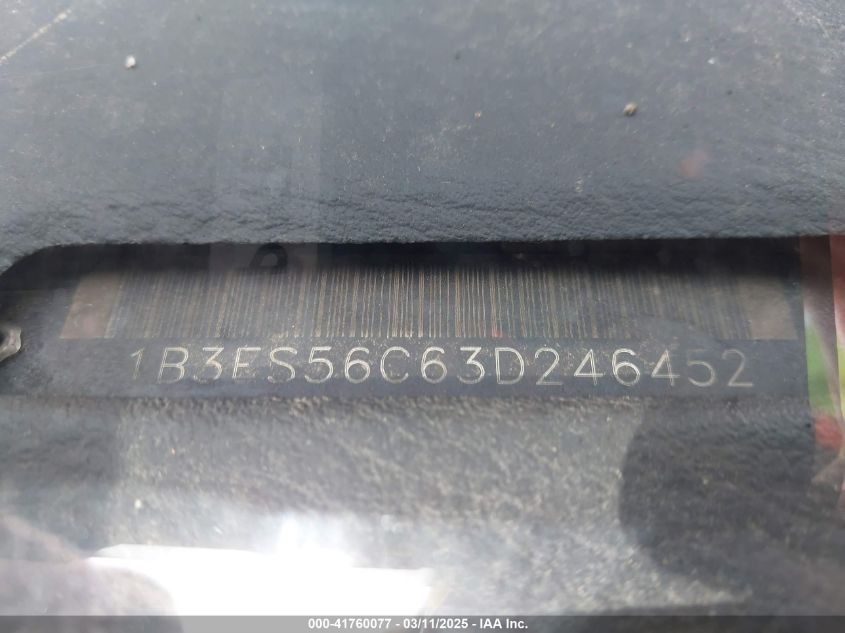 1B3ES56C63D246452
000-41760077 - 03/11/2025 - IAA Inc.